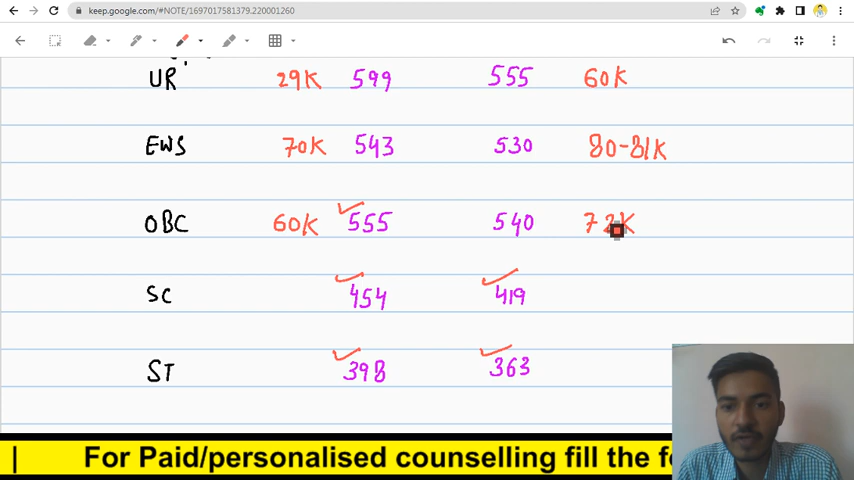 keep.google.com/#NOTE/1697017581379.220001260
UR 29K 599 555 60K
EWS 70K 543 530 80-81K
OBC 60K 555 540
SC 454 419
ST 398 363
For Paid/personalised counselling fill the